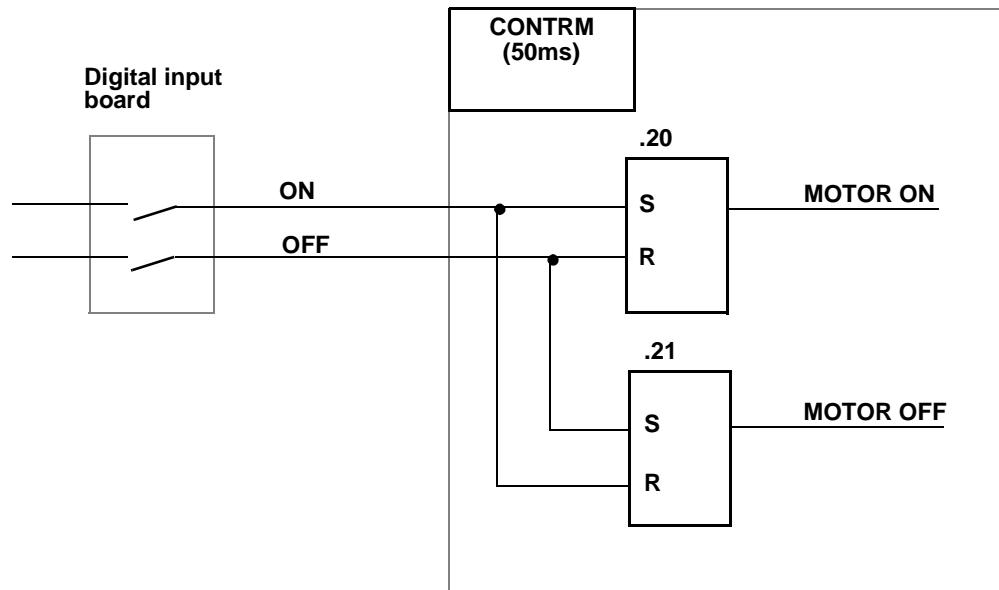 CONTRM
(50ms)
Digital input
board
.20
ON
S
MOTOR ON
OFF
R
.21
S
MOTOR OFF
R